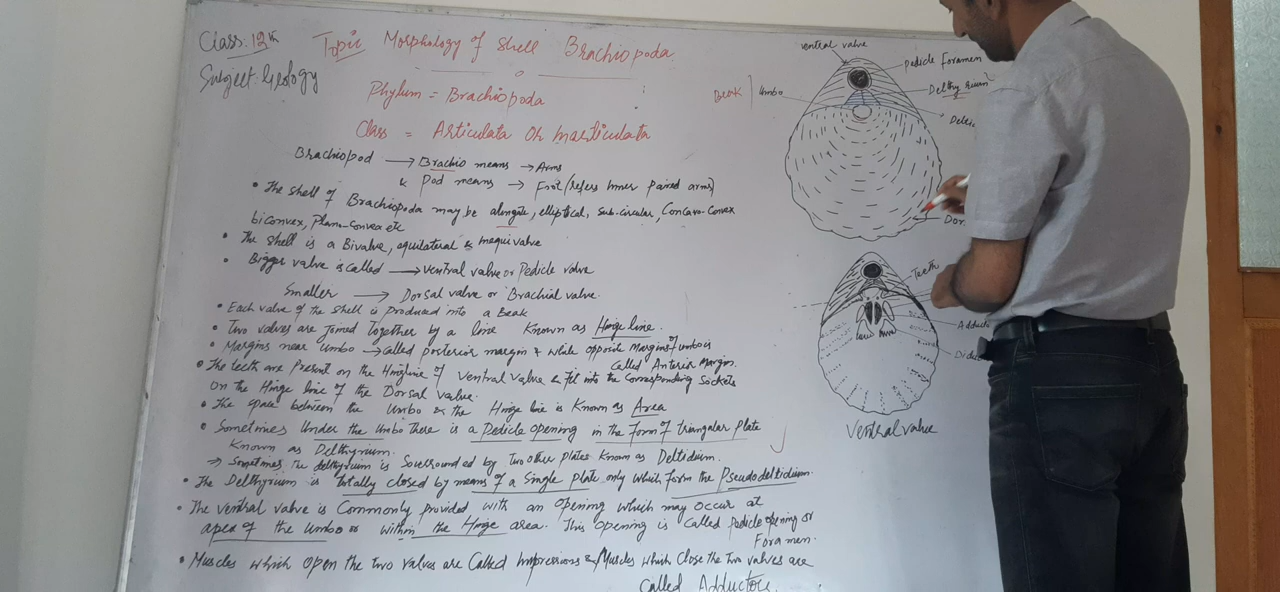 Class: 12th
Subject: Geology
Topic Morphology of Shell Brachiopoda
Phylum = Brachiopoda
Class = Articulata or Inarticulata
Brachiopod → Brachio means → Arms
& Pod means → Foot (refers inner paired arms)
• The shell of Brachiopoda may be alongate, elliptical, sub-circular, Concavo-Convex
biconvex, Plano-Convex etc
• The shell is a Bivalve, equilateral & inequivalve
• Bigger valve is called → ventral valve or Pedicle valve
Smaller → Dorsal valve or Brachial valve.
• Each valve of the shell is produced into a Beak
• Two valves are joined together by a line Known as Hinge line.
• Margins near Umbo → called posterior margin & while opposite margins of umbo is
called Anterior Margin.
• The teeth are Present on the Hingline of ventral valve & fit into the corresponding Sockets
on the Hinge line of the Dorsal valve.
• The space between the Umbo & the Hinge line is Known as Area
• Sometimes Under the Umbo there is a Pedicle opening in the form of triangular plate
Known as Delthyrium.
⇒ Sometimes The delthyrium is Sourrounded by Two other plates Known as Deltidium.
• The Delthyrium is totally closed by means of a single plate only which form the Pseudodeltidium.
• The ventral valve is Commonly provided with an opening which may occur at
apex of the Umbo or within the Hinge area. This opening is called pedicle opening or
Foramen.
• Muscles which open the two valves are Called Impressions & Muscles which close the two valves are
called Adductors.
ventral valve
Pedicle Foramen
Beak
Umbo
Delthyrium
Delti
Dor
Teeth
Adducto
Diduc
Ventral valve